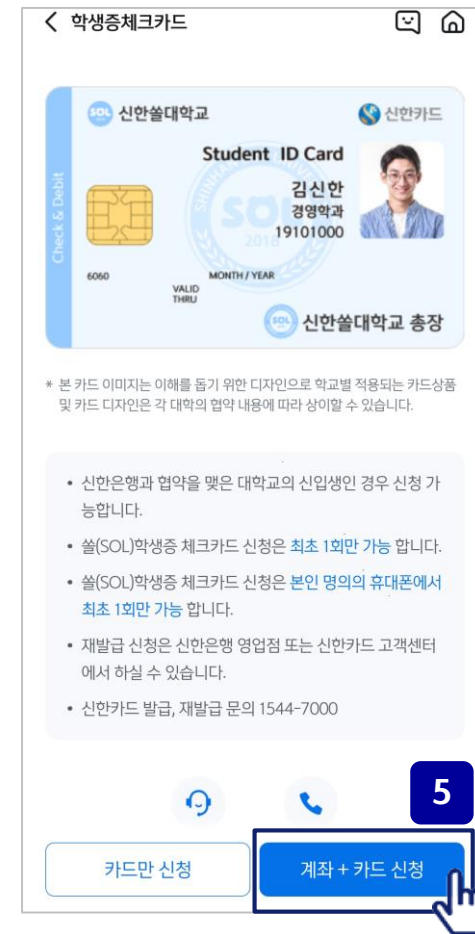 학생증체크카드
SOL 신한쏠대학교
신한카드
Student ID Card
김신한
경영학과
19101000
Check & Debit
SOL
2018
6060
MONTH / YEAR
VALID
THRU
SOL 신한쏠대학교 총장
* 본 카드 이미지는 이해를 돕기 위한 디자인으로 학교별 적용되는 카드상품
및 카드 디자인은 각 대학의 협약 내용에 따라 상이할 수 있습니다.
• 신한은행과 협약을 맺은 대학교의 신입생인 경우 신청 가
능합니다.
• 쏠(SOL)학생증 체크카드 신청은 최초 1회만 가능 합니다.
• 쏠(SOL)학생증 체크카드 신청은 본인 명의의 휴대폰에서
최초 1회만 가능 합니다.
• 재발급 신청은 신한은행 영업점 또는 신한카드 고객센터
에서 하실 수 있습니다.
• 신한카드 발급, 재발급 문의 1544-7000
5
카드만 신청
계좌 + 카드 신청